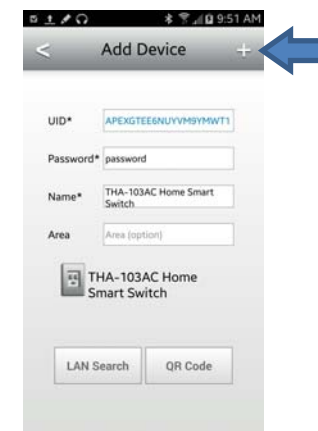 9:51 AM
< Add Device +
UID* APEXGTEE6NUYVM9YMWT1
Password* password
Name* THA-103AC Home Smart
Switch
Area Area (option)
THA-103AC Home
Smart Switch
LAN Search QR Code